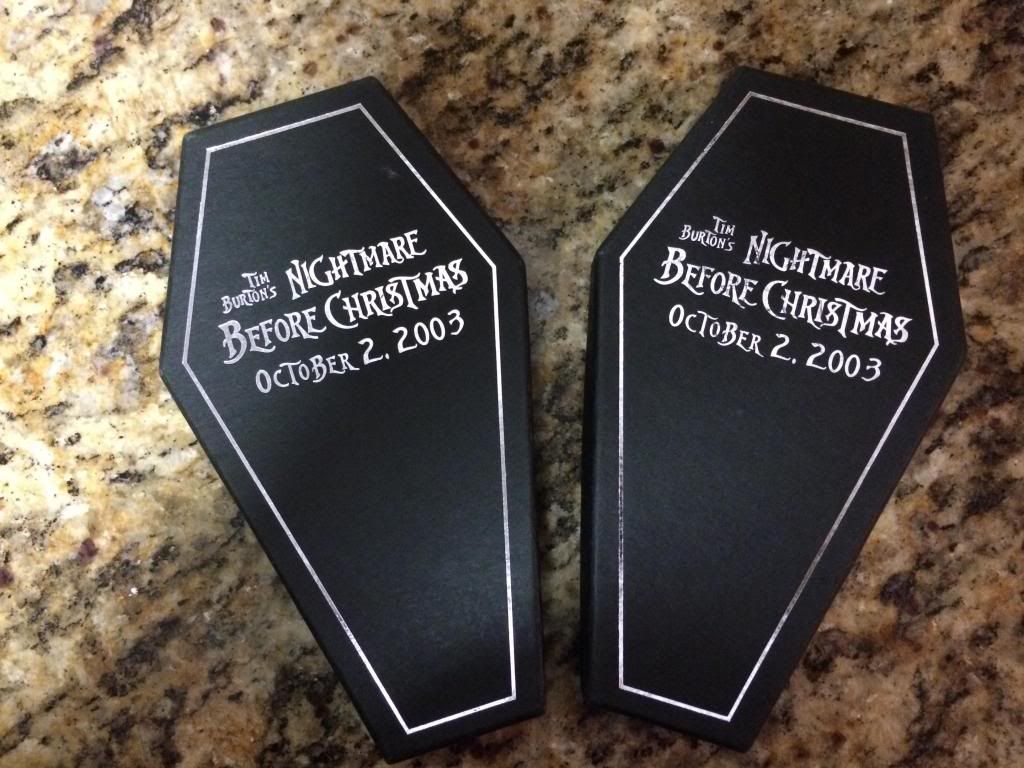 TIM BURTON'S NIGHTMARE
BEFORE CHRISTMAS
OCTOBER 2, 2003
TIM BURTON'S NIGHTMARE
BEFORE CHRISTMAS
OCTOBER 2, 2003